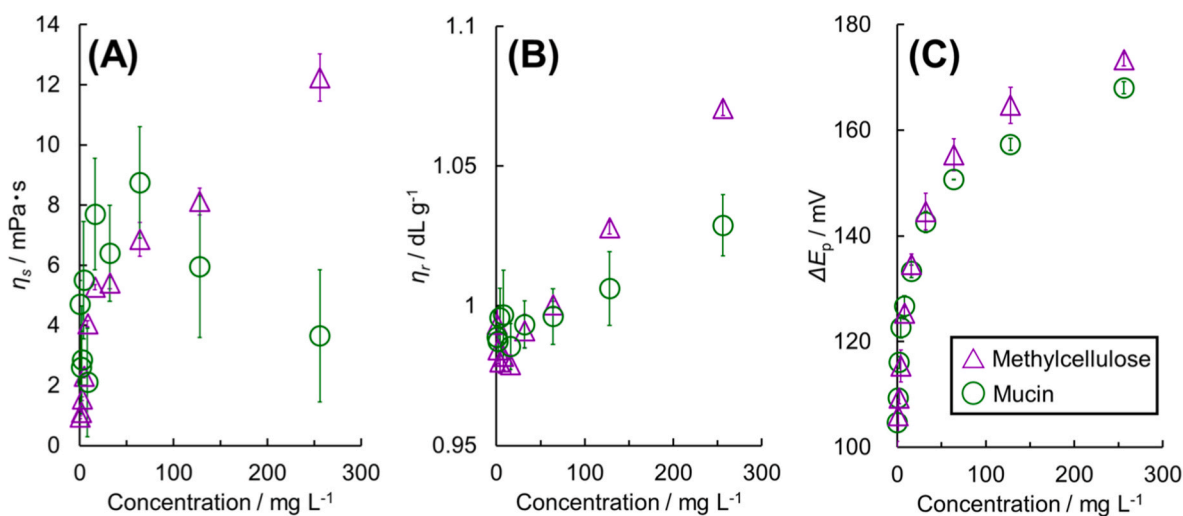 (A)
ηs / mPa・s
14
12
10
8
6
4
2
0
0 100 200 300
Concentration / mg L-1
(B)
ηr / dL g-1
1.1
1.05
1
0.95
0 100 200 300
Concentration / mg L-1
(C)
ΔEp / mV
180
160
140
120
100
0 100 200 300
Concentration / mg L-1
Methylcellulose
Mucin